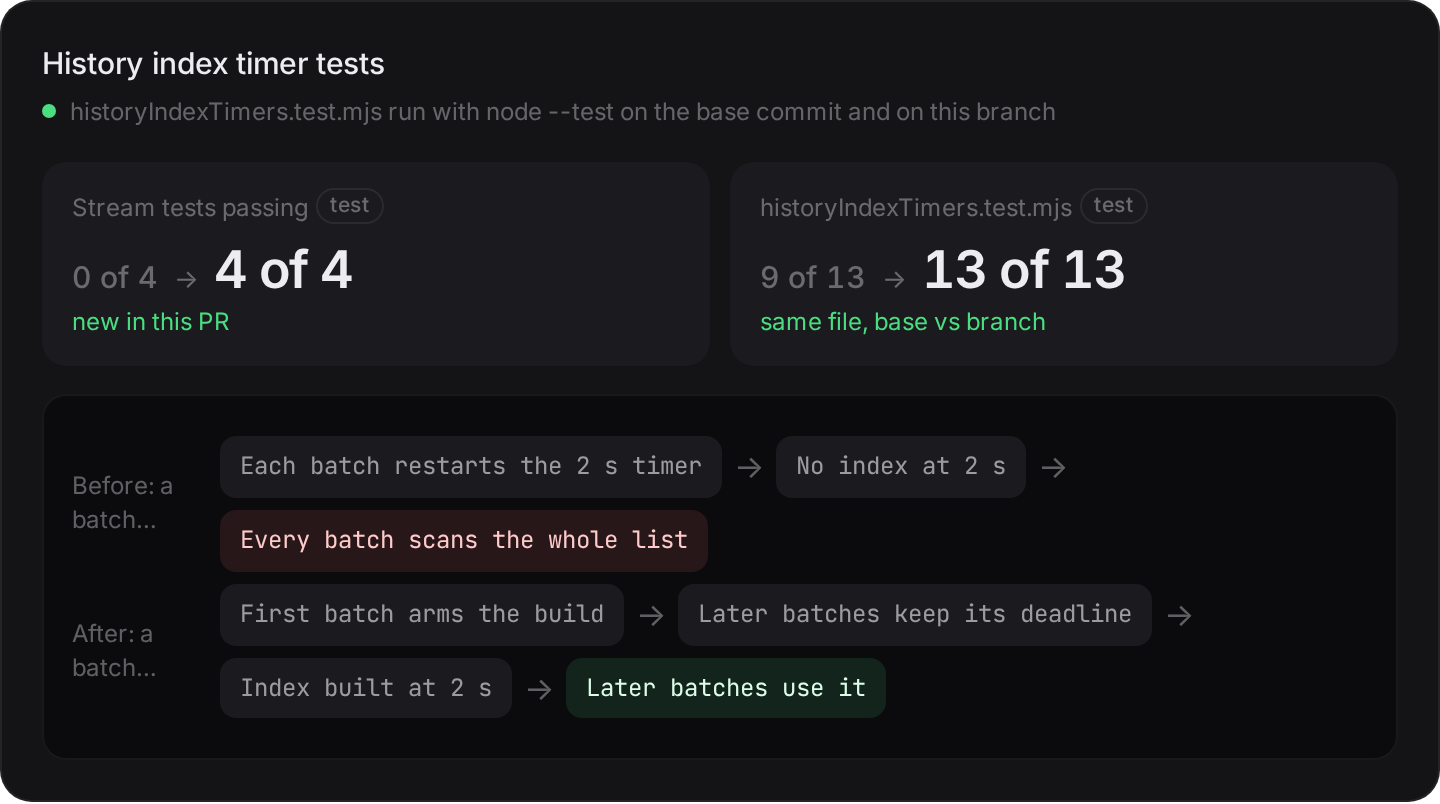 History index timer tests
historyIndexTimers.test.mjs run with node --test on the base commit and on this branch
Stream tests passing test
0 of 4 → 4 of 4
new in this PR
historyIndexTimers.test.mjs test
9 of 13 → 13 of 13
same file, base vs branch
Before: a
batch...
Each batch restarts the 2 s timer → No index at 2 s →
Every batch scans the whole list
After: a
batch...
First batch arms the build → Later batches keep its deadline →
Index built at 2 s → Later batches use it